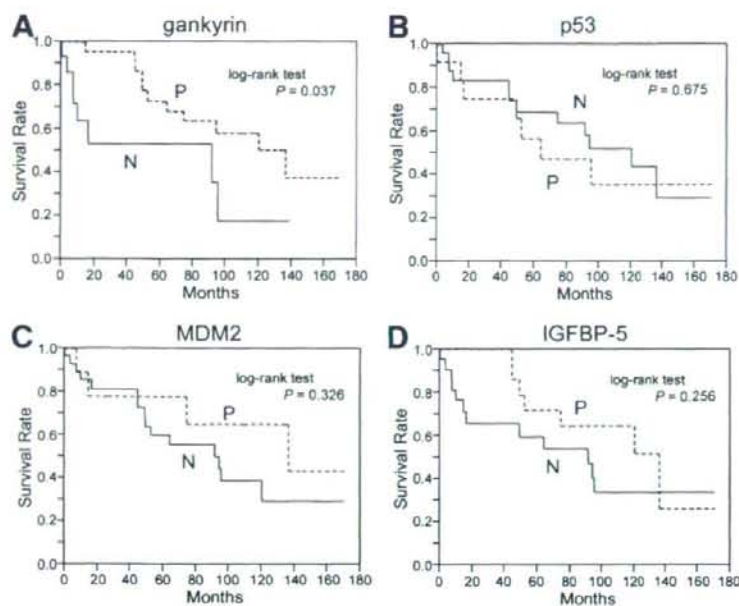 A gankyrin
1.0
0.8
0.6
0.4
0.2
0.0
Survival Rate
0 20 40 60 80 100 120 140 160 180
Months
log-rank test
P = 0.037
P
N
B p53
1.0
0.8
0.6
0.4
0.2
0.0
Survival Rate
0 20 40 60 80 100 120 140 160 180
Months
log-rank test
P = 0.675
N
P
C MDM2
1.0
0.8
0.6
0.4
0.2
0.0
Survival Rate
0 20 40 60 80 100 120 140 160 180
Months
log-rank test
P = 0.326
P
N
D IGFBP-5
1.0
0.8
0.6
0.4
0.2
0.0
Survival Rate
0 20 40 60 80 100 120 140 160 180
Months
log-rank test
P = 0.256
P
N